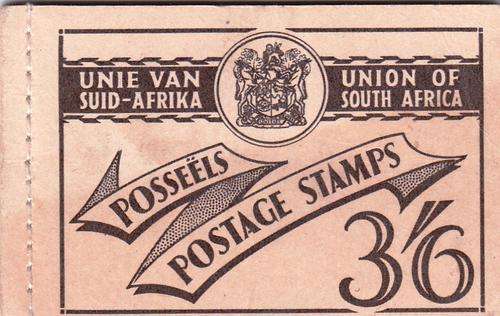 UNIE VAN
SUID-AFRIKA
UNION OF
SOUTH AFRICA
POSSEËLS
POSTAGE STAMPS
3'6